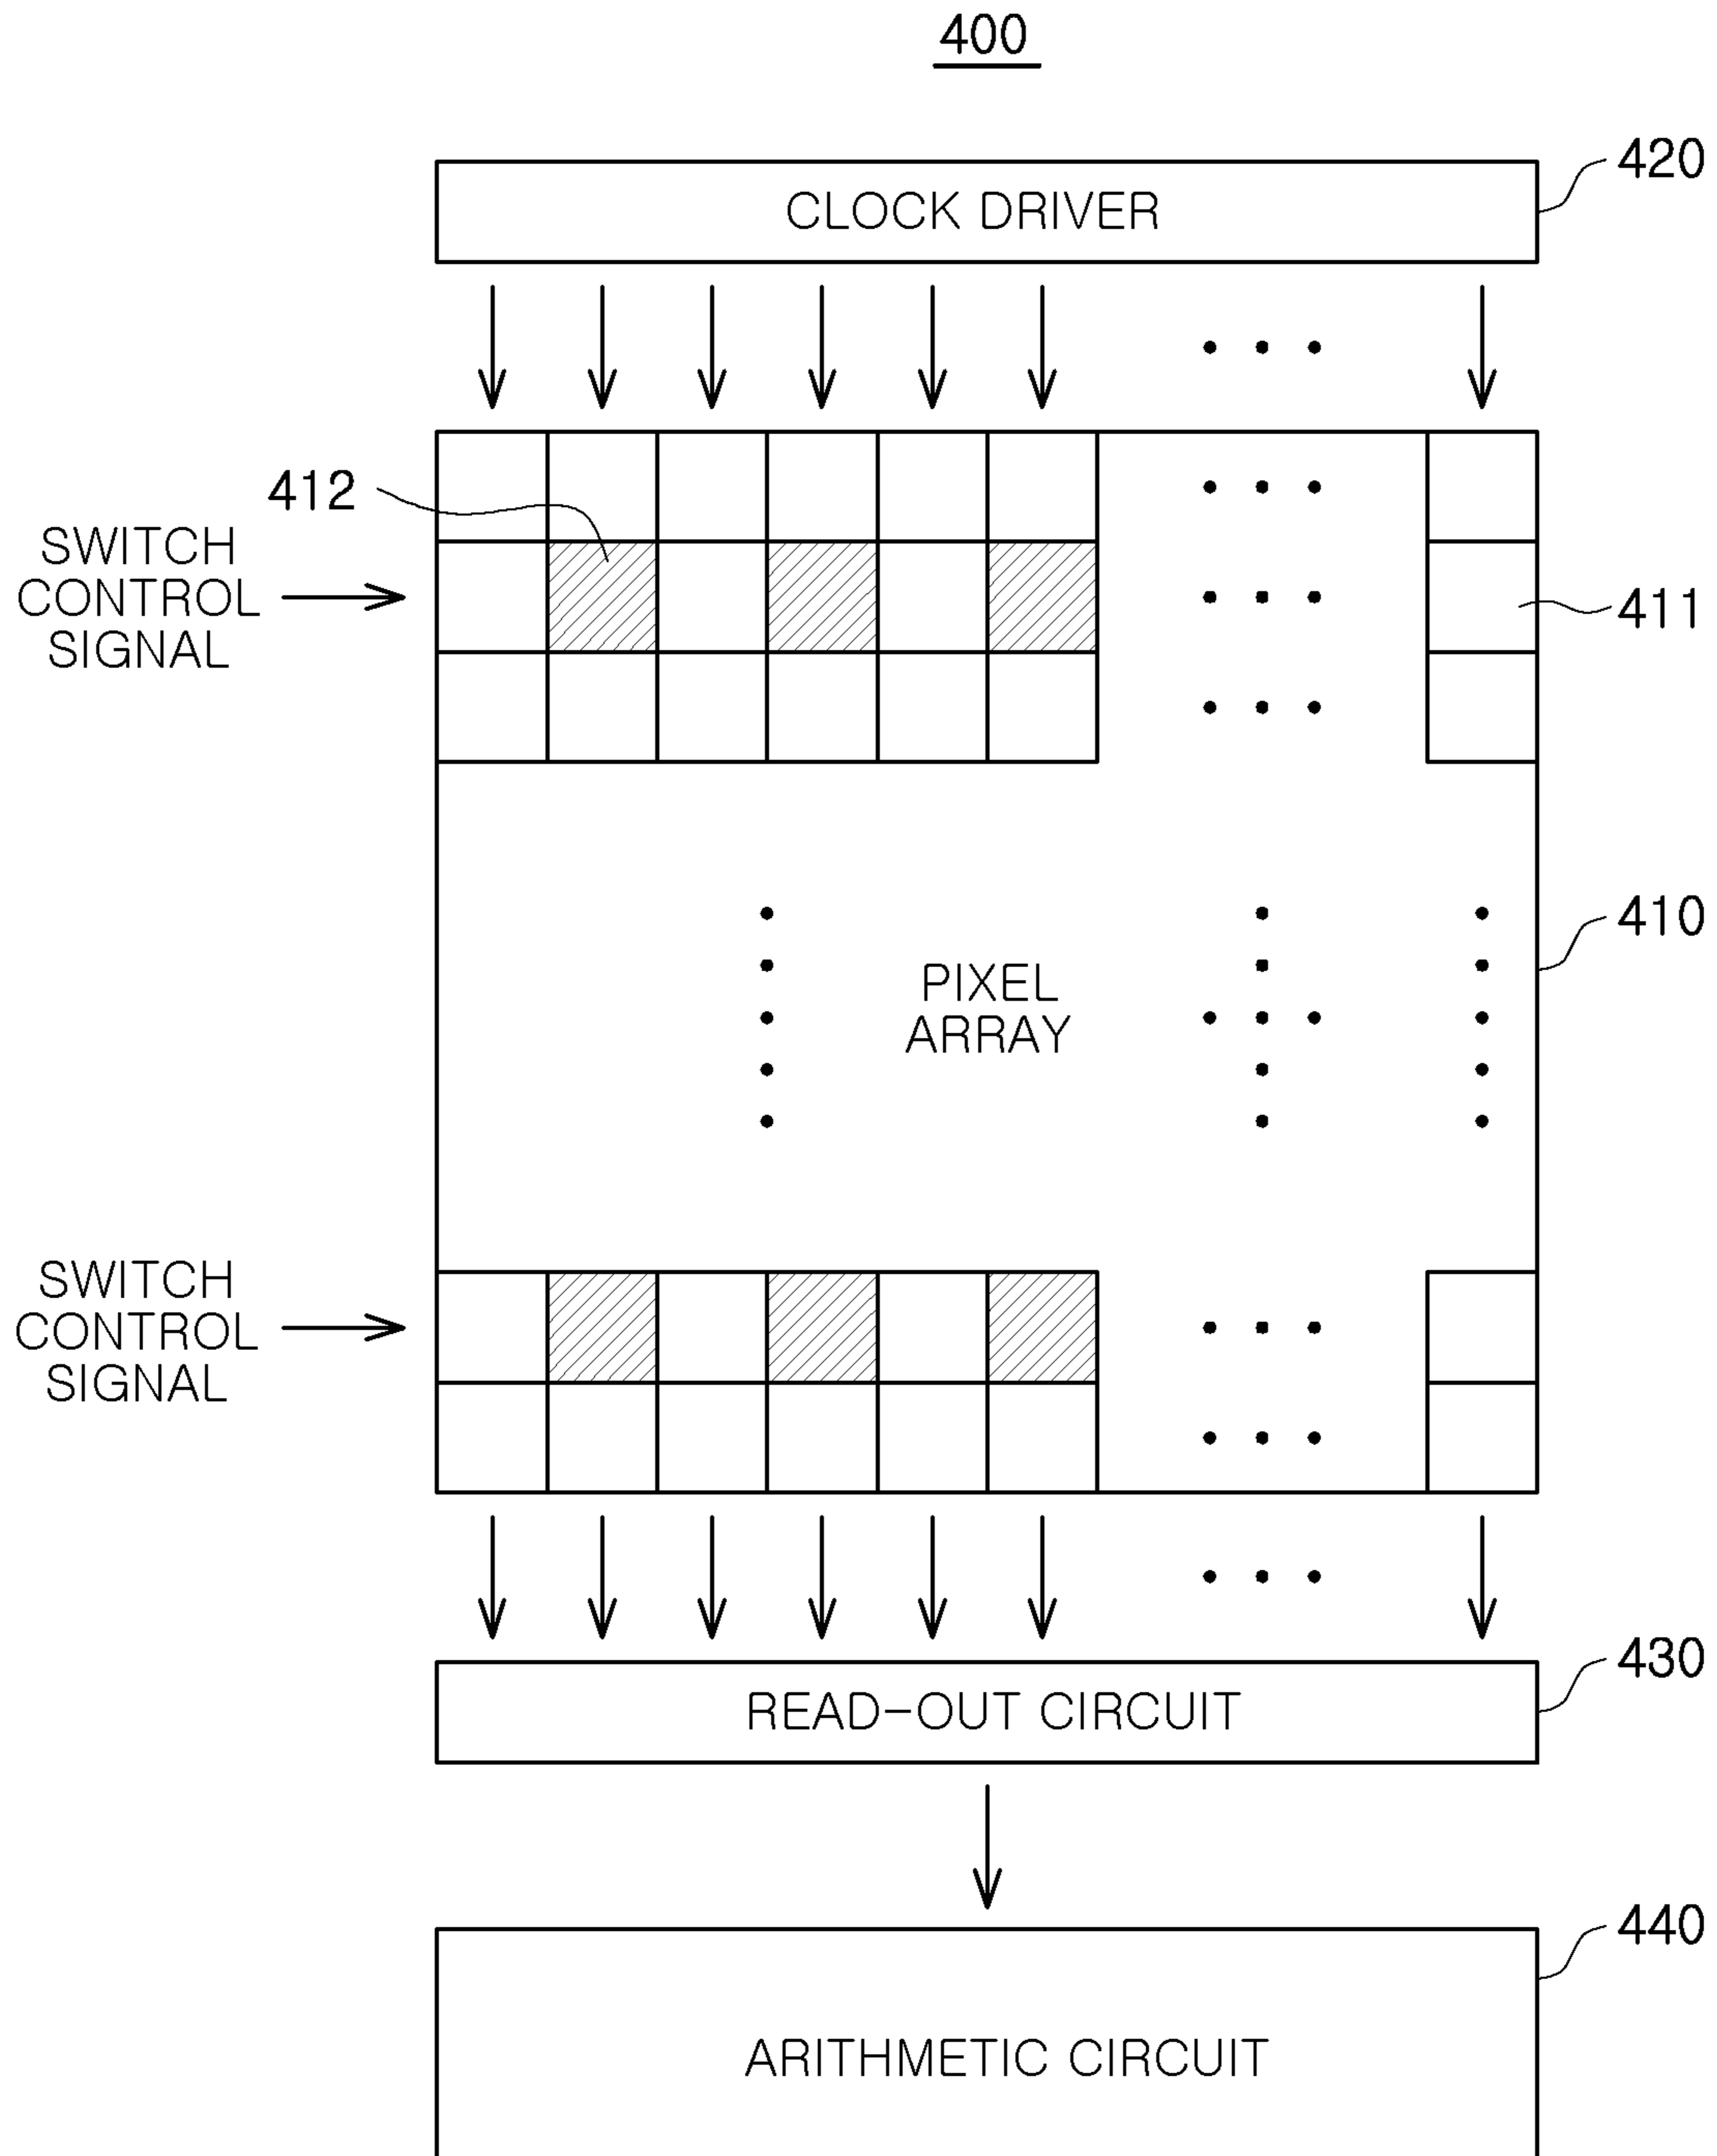 400
420
CLOCK DRIVER
412
SWITCH
CONTROL
SIGNAL
411
410
PIXEL
ARRAY
SWITCH
CONTROL
SIGNAL
430
READ-OUT CIRCUIT
440
ARITHMETIC CIRCUIT